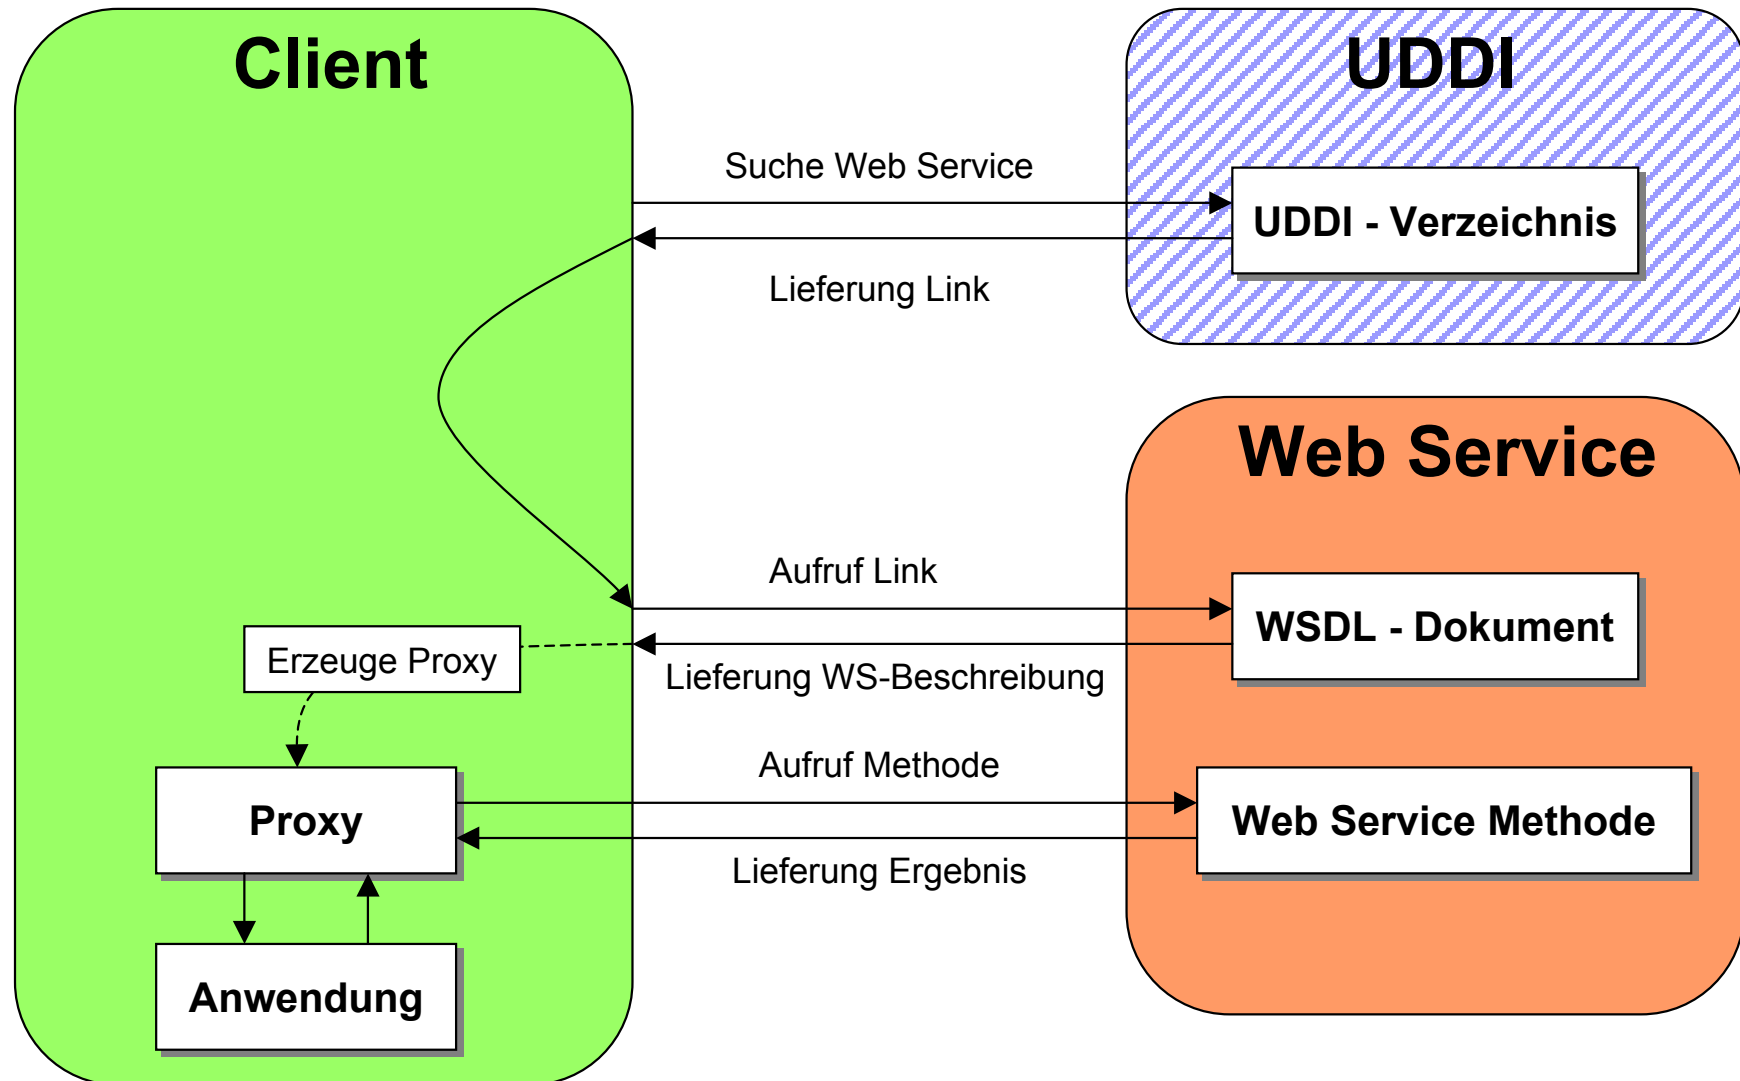 Client
UDDI
Suche Web Service
UDDI - Verzeichnis
Lieferung Link
Web Service
Aufruf Link
WSDL - Dokument
Erzeuge Proxy
Lieferung WS-Beschreibung
Aufruf Methode
Proxy
Web Service Methode
Lieferung Ergebnis
Anwendung